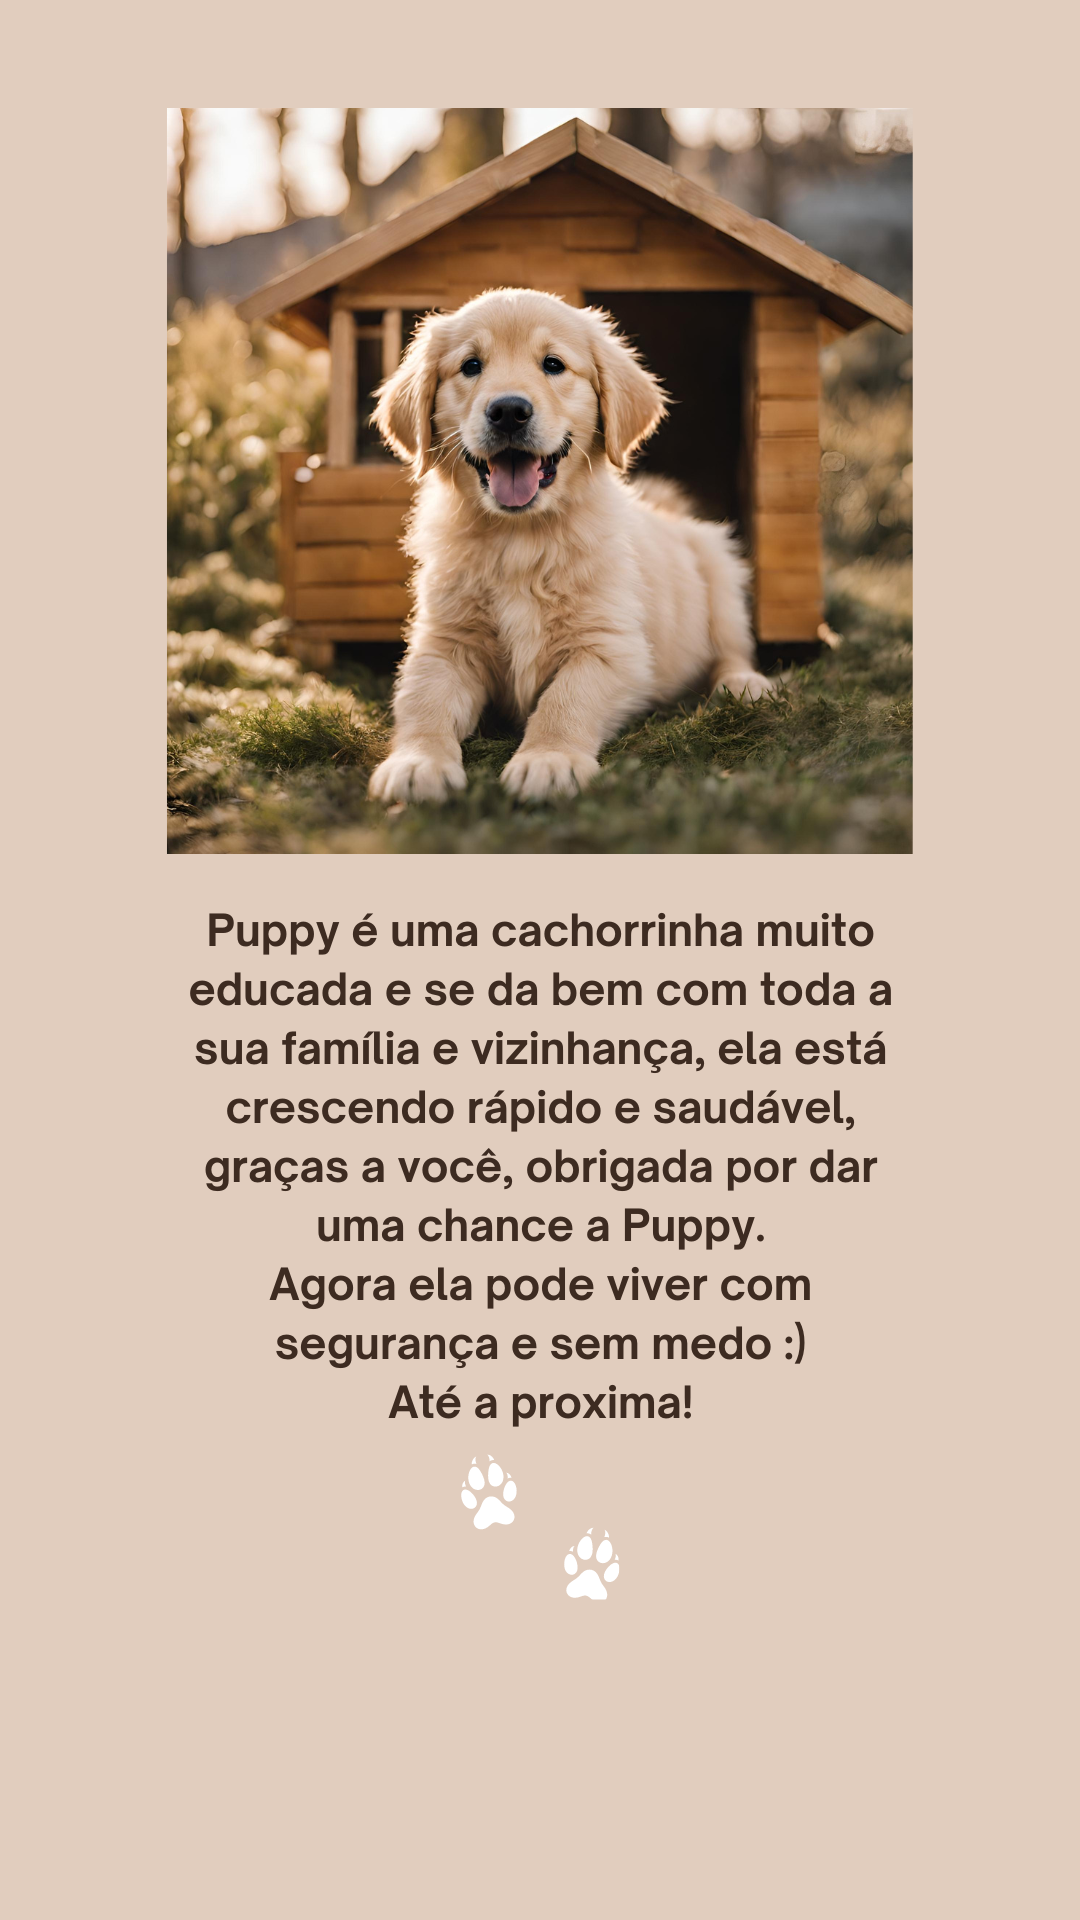 Puppy é uma cachorrinha muito
educada e se da bem com toda a
sua família e vizinhança, ela está
crescendo rápido e saudável,
graças a você, obrigada por dar
uma chance a Puppy.
Agora ela pode viver com
segurança e sem medo :)
Até a proxima!